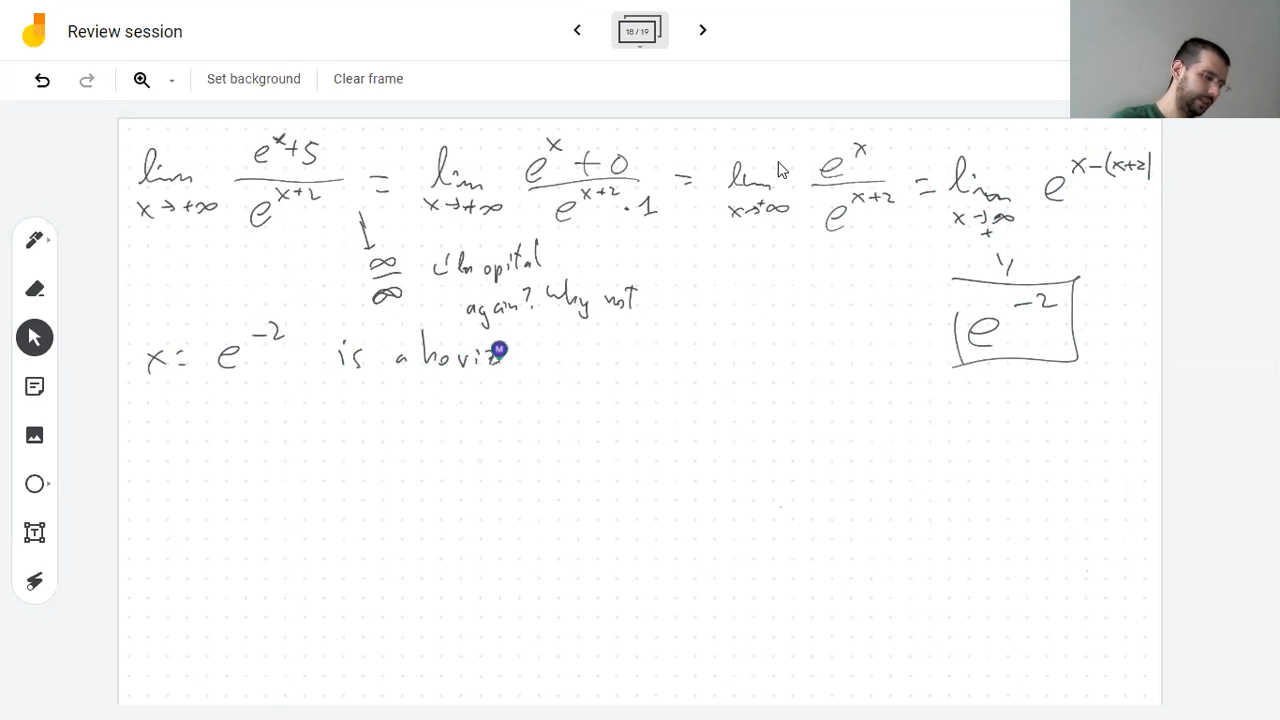 Review session
18 / 19
Set background
Clear frame
lim x→+∞ (e^x+5)/(e^(x+2)) = lim x→+∞ (e^x + 0)/(e^(x+2) · 1) = lim x→+∞ e^x/e^(x+2) = lim x→+∞ e^(x-(x+2)
∞/∞ L'hopital
again? Why not
e^-2
x = e^-2 is a horiz
M
T